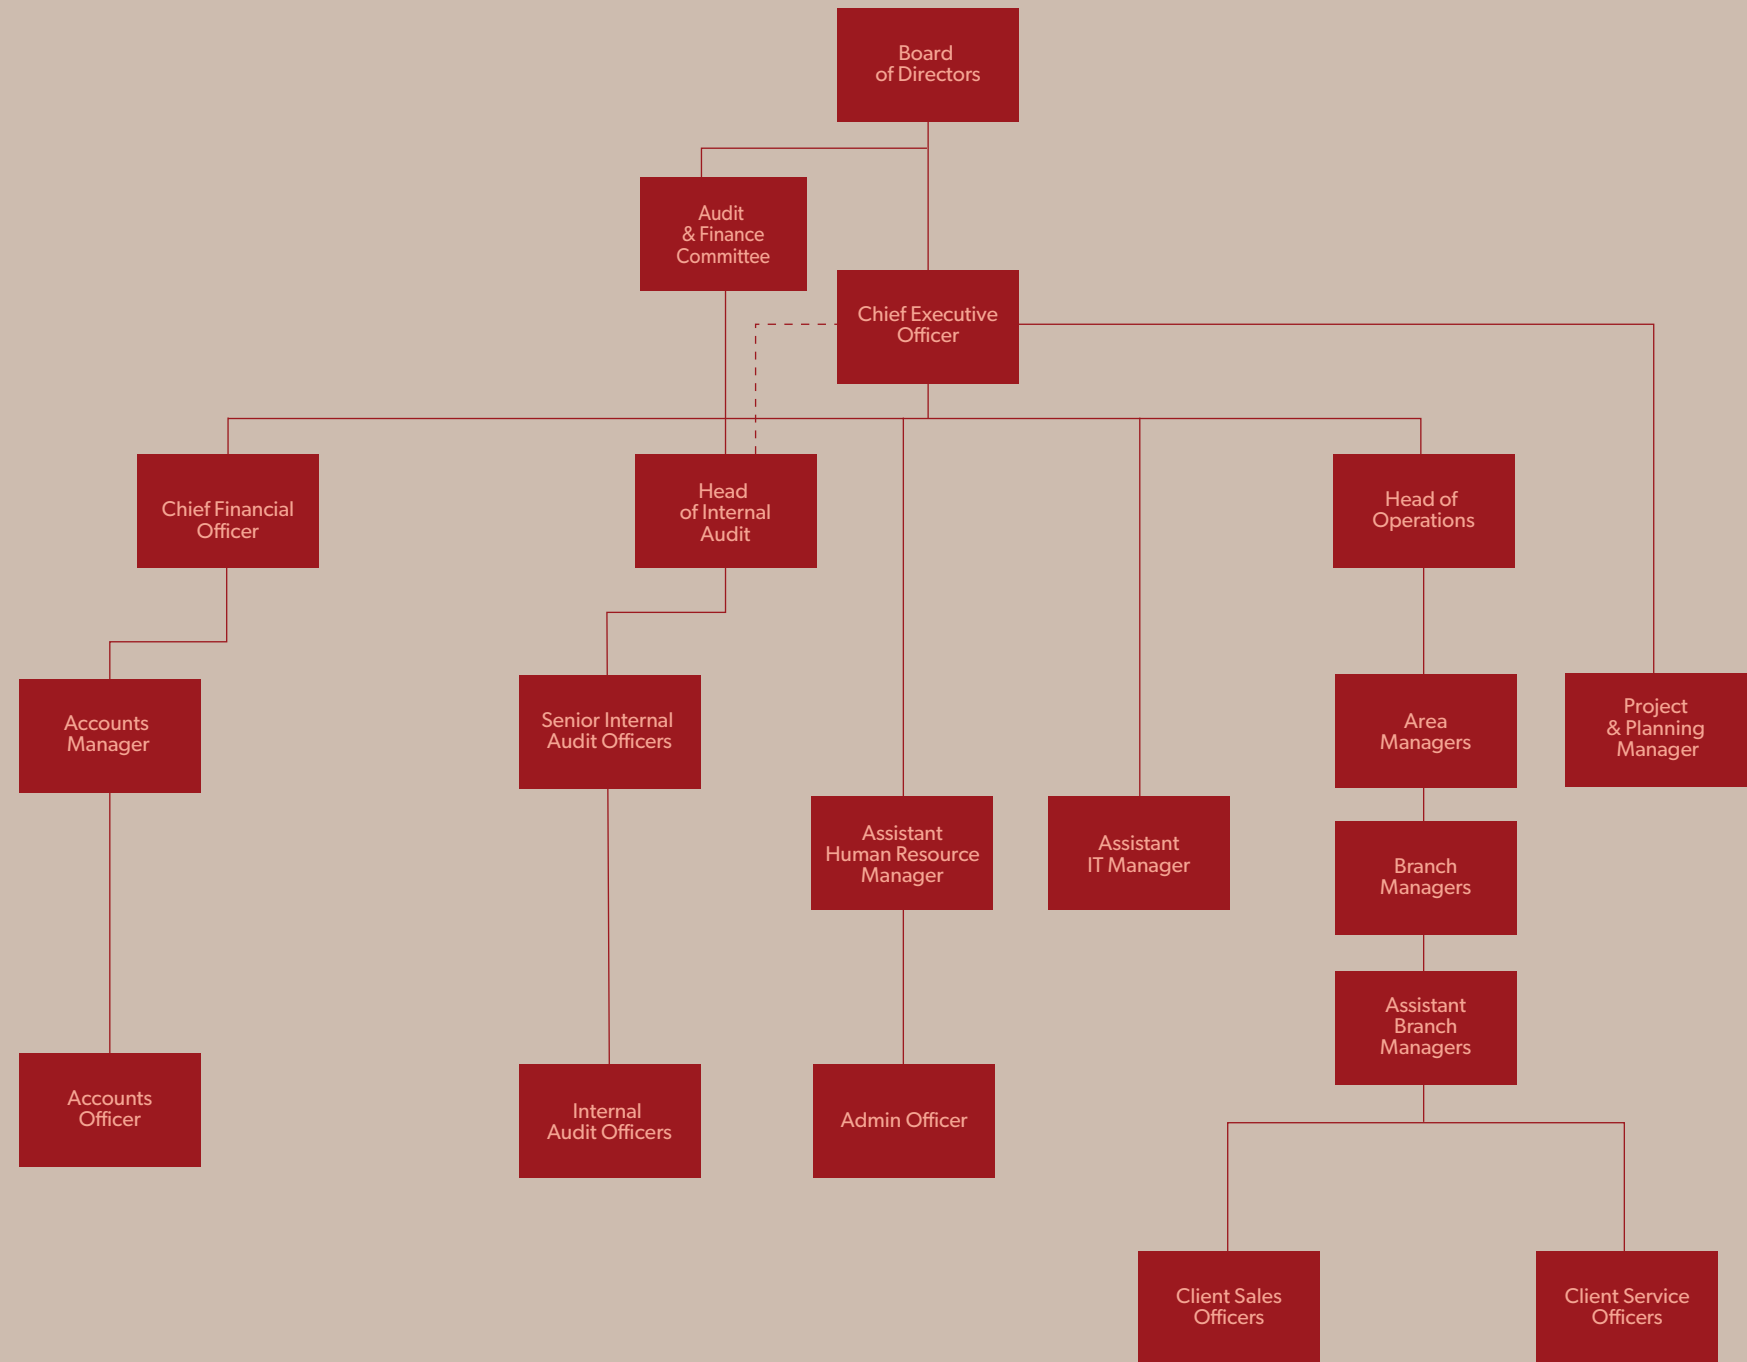 Board
of Directors
Audit
& Finance
Committee
Chief Executive
Officer
Chief Financial
Officer
Head
of Internal
Audit
Head of
Operations
Accounts
Manager
Senior Internal
Audit Officers
Area
Managers
Project
& Planning
Manager
Assistant
Human Resource
Manager
Assistant
IT Manager
Branch
Managers
Assistant
Branch
Managers
Accounts
Officer
Internal
Audit Officers
Admin Officer
Client Sales
Officers
Client Service
Officers